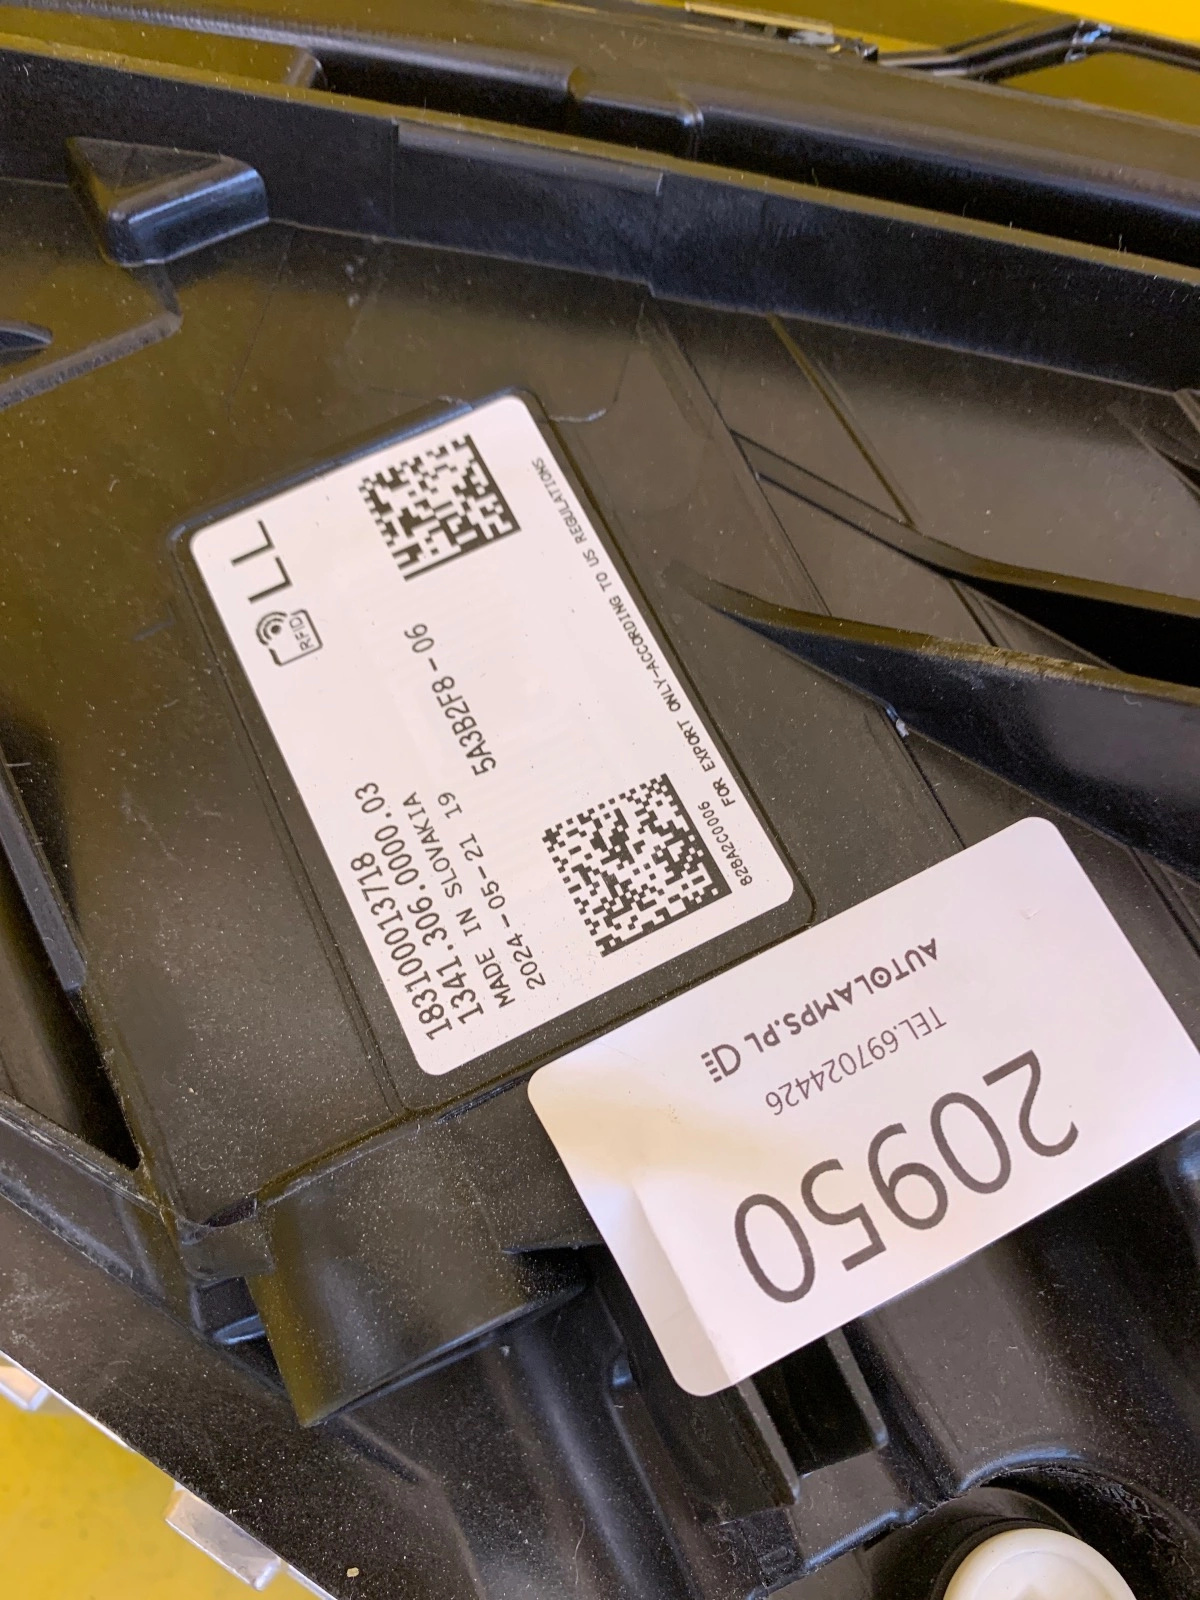 LL
RFID
183100013718
1341.306.0000.03
MADE IN SLOVAKIA
2024-05-21 19
5A3B2F8-06
828A2C0006
FOR EXPORT ONLY-ACCORDING TO US REGULATIONS
AUTOLAMPS.PL
TEL.697024426
20950